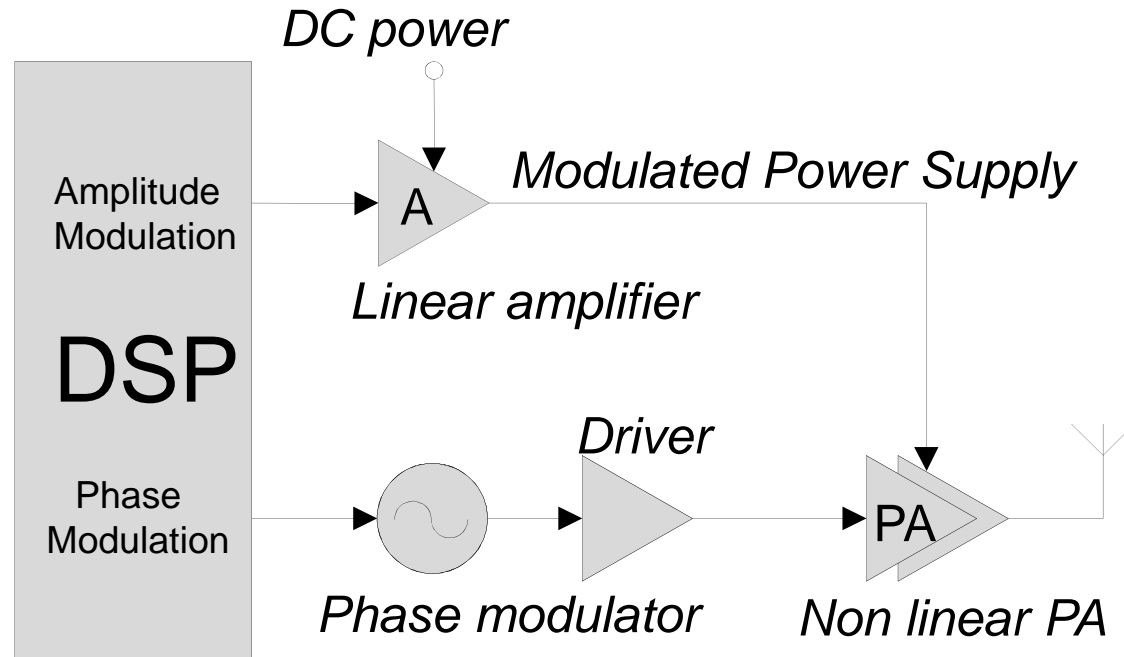 DC power
Amplitude
Modulation
A
Modulated Power Supply
Linear amplifier
DSP
Driver
Phase
Modulation
PA
Phase modulator
Non linear PA